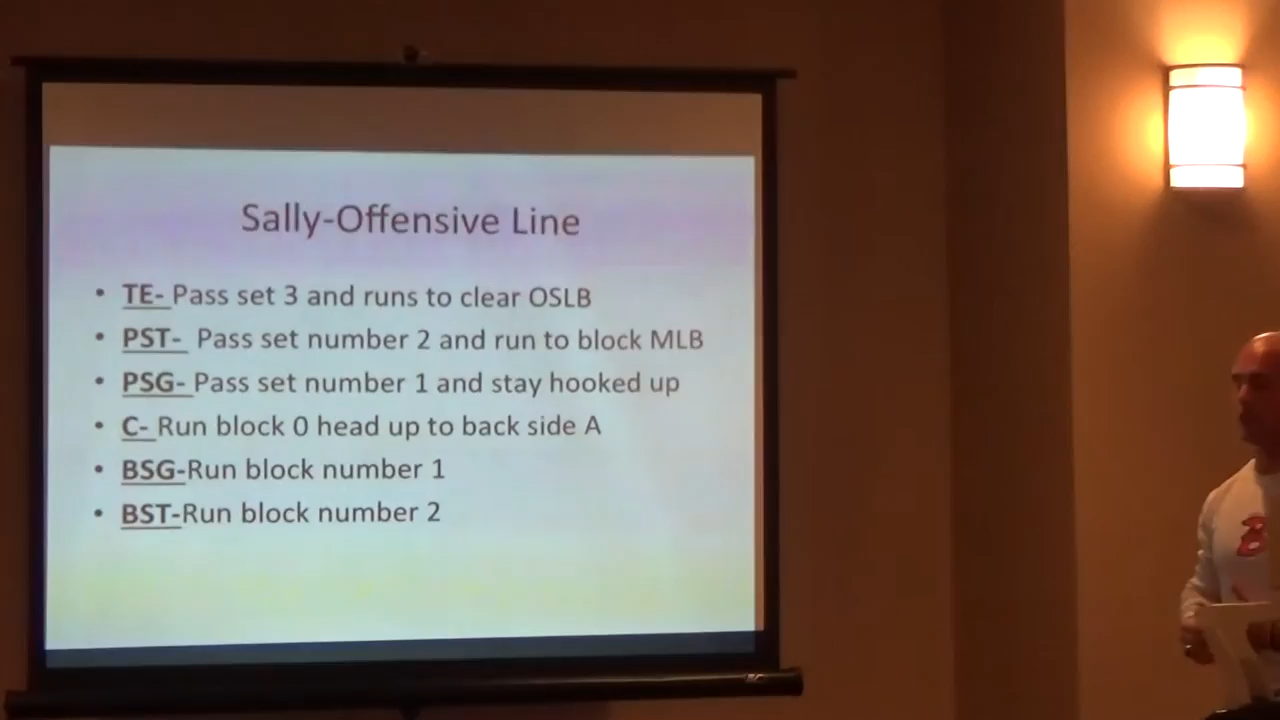 Sally-Offensive Line
• TE- Pass set 3 and runs to clear OSLB
• PST- Pass set number 2 and run to block MLB
• PSG- Pass set number 1 and stay hooked up
• C- Run block 0 head up to back side A
• BSG-Run block number 1
• BST-Run block number 2